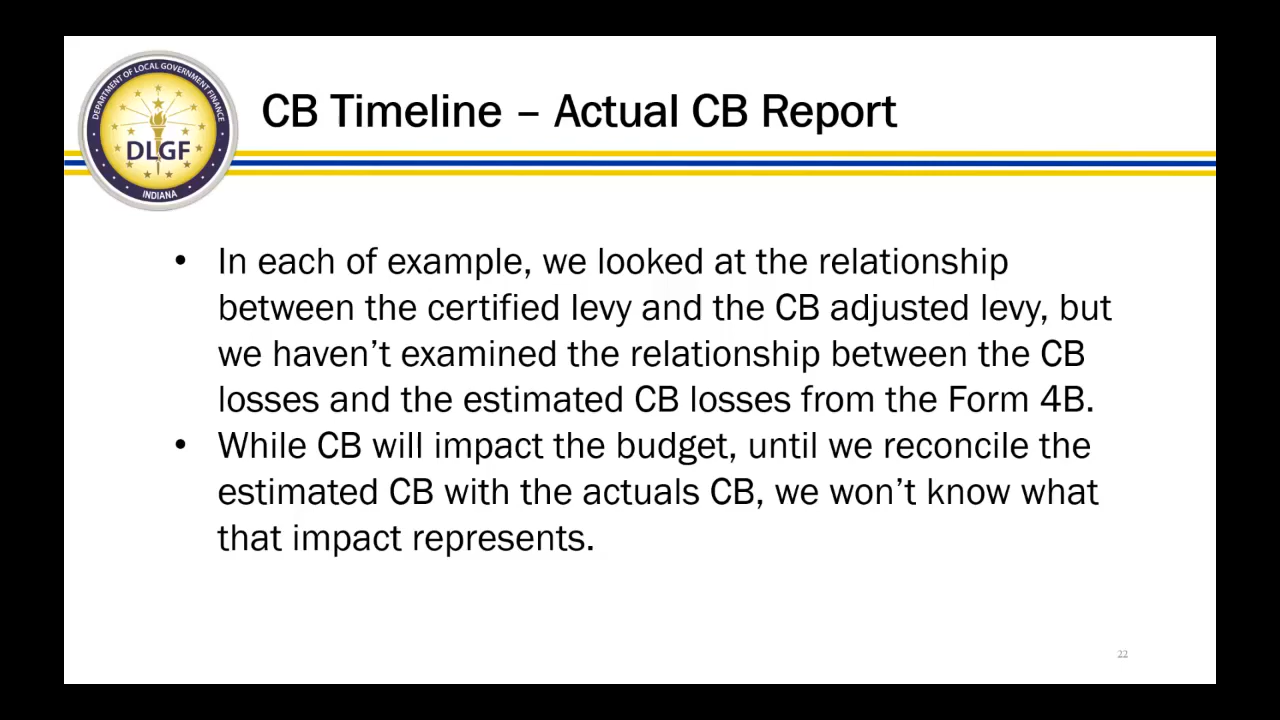 DEPARTMENT OF LOCAL GOVERNMENT FINANCE
DLGF
INDIANA
CB Timeline – Actual CB Report
• In each of example, we looked at the relationship
between the certified levy and the CB adjusted levy, but
we haven’t examined the relationship between the CB
losses and the estimated CB losses from the Form 4B.
• While CB will impact the budget, until we reconcile the
estimated CB with the actuals CB, we won’t know what
that impact represents.
22